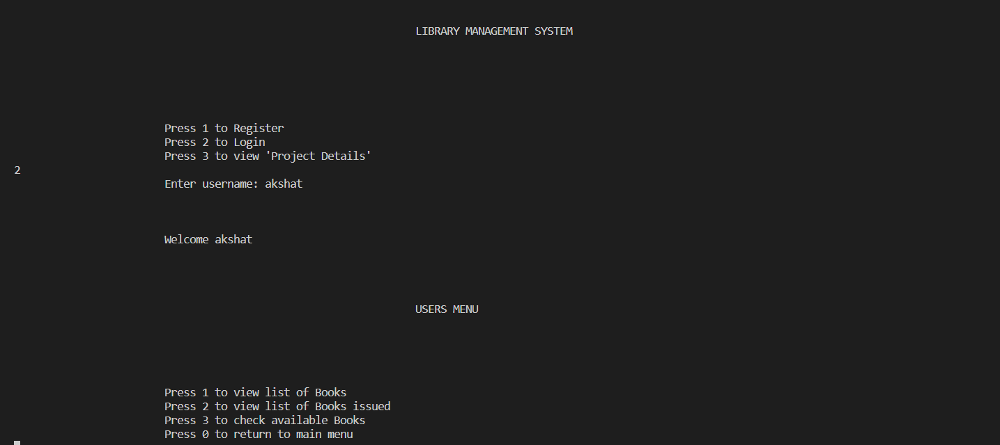 LIBRARY MANAGEMENT SYSTEM
Press 1 to Register
Press 2 to Login
Press 3 to view 'Project Details'
2
Enter username: akshat
Welcome akshat
USERS MENU
Press 1 to view list of Books
Press 2 to view list of Books issued
Press 3 to check available Books
Press 0 to return to main menu